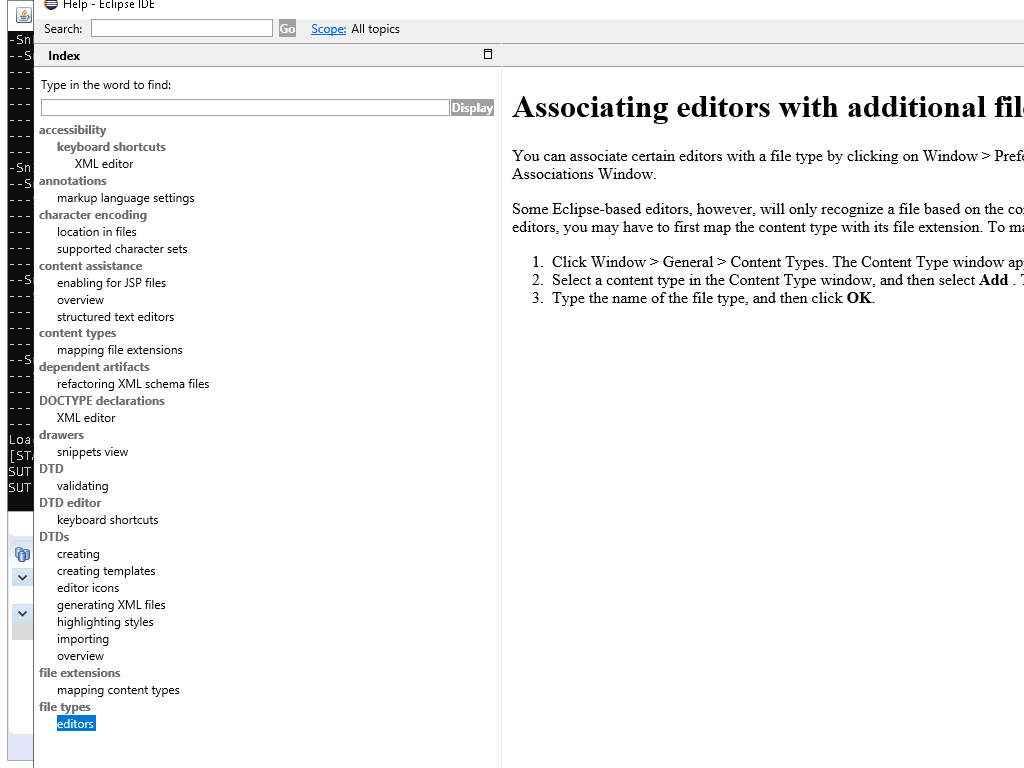 Help - Eclipse IDE
Search: Go Scope: All topics
Index
Type in the word to find:
Display
accessibility
keyboard shortcuts
XML editor
annotations
markup language settings
character encoding
location in files
supported character sets
content assistance
enabling for JSP files
overview
structured text editors
content types
mapping file extensions
dependent artifacts
refactoring XML schema files
DOCTYPE declarations
XML editor
drawers
snippets view
DTD
validating
DTD editor
keyboard shortcuts
DTDs
creating
creating templates
editor icons
generating XML files
highlighting styles
importing
overview
file extensions
mapping content types
file types
editors
Associating editors with additional fil
You can associate certain editors with a file type by clicking on Window > Prefe
Associations Window.
Some Eclipse-based editors, however, will only recognize a file based on the co
editors, you may have to first map the content type with its file extension. To ma
1. Click Window > General > Content Types. The Content Type window ap
2. Select a content type in the Content Type window, and then select Add . T
3. Type the name of the file type, and then click OK.
-Sn
--S
-Sn
--S
--S
--S
Loa
[STA
SUT
SUT